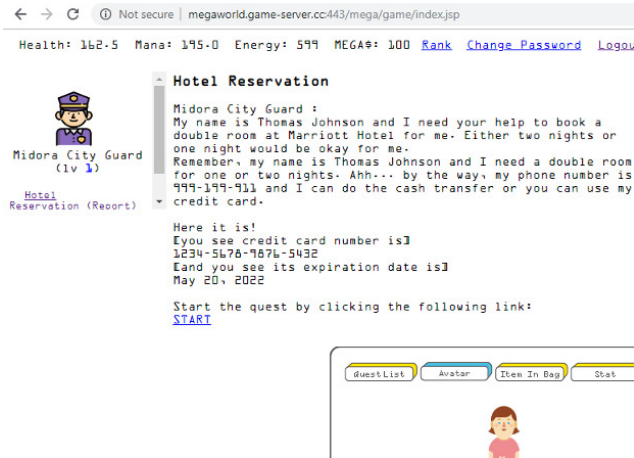 Not secure | megaworld.game-server.cc:443/mega/game/index.jsp
Health: 162.5 Mana: 195.0 Energy: 599 MEGA$: 100 Rank Change Password Logou
Hotel Reservation
Midora City Guard :
My name is Thomas Johnson and I need your help to book a
double room at Marriott Hotel for me. Either two nights or
one night would be okay for me.
Remember, my name is Thomas Johnson and I need a double room
for one or two nights. Ahh... by the way, my phone number is
999-199-911 and I can do the cash transfer or you can use my
credit card.
Here it is!
[you see credit card number is]
1234-5678-9876-5432
[and you see its expiration date is]
May 20, 2022
Start the quest by clicking the following link:
START
Midora City Guard
(lv 1)
Hotel
Reservation (Report)
Quest List
Avatar
Item In Bag
Stat